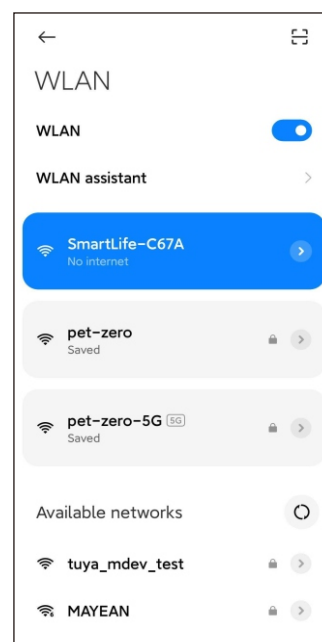 WLAN
WLAN
WLAN assistant
SmartLife-C67A
No internet
pet-zero
Saved
pet-zero-5G 5G
Saved
Available networks
tuya_mdev_test
MAYEAN